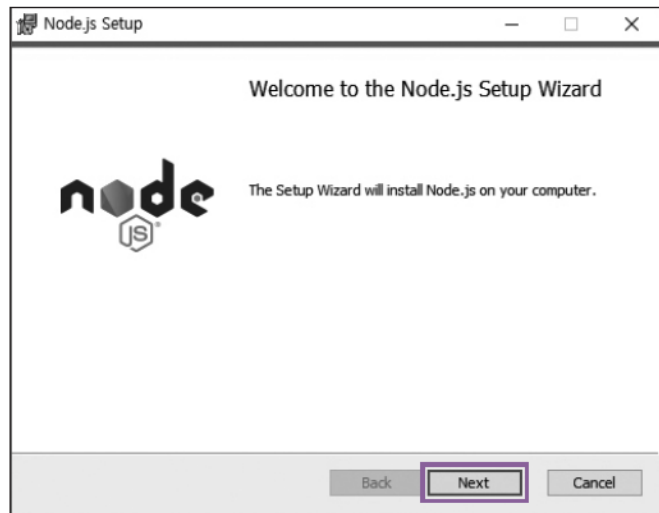 Node.js Setup
Welcome to the Node.js Setup Wizard
node
JS
The Setup Wizard will install Node.js on your computer.
Back Next Cancel